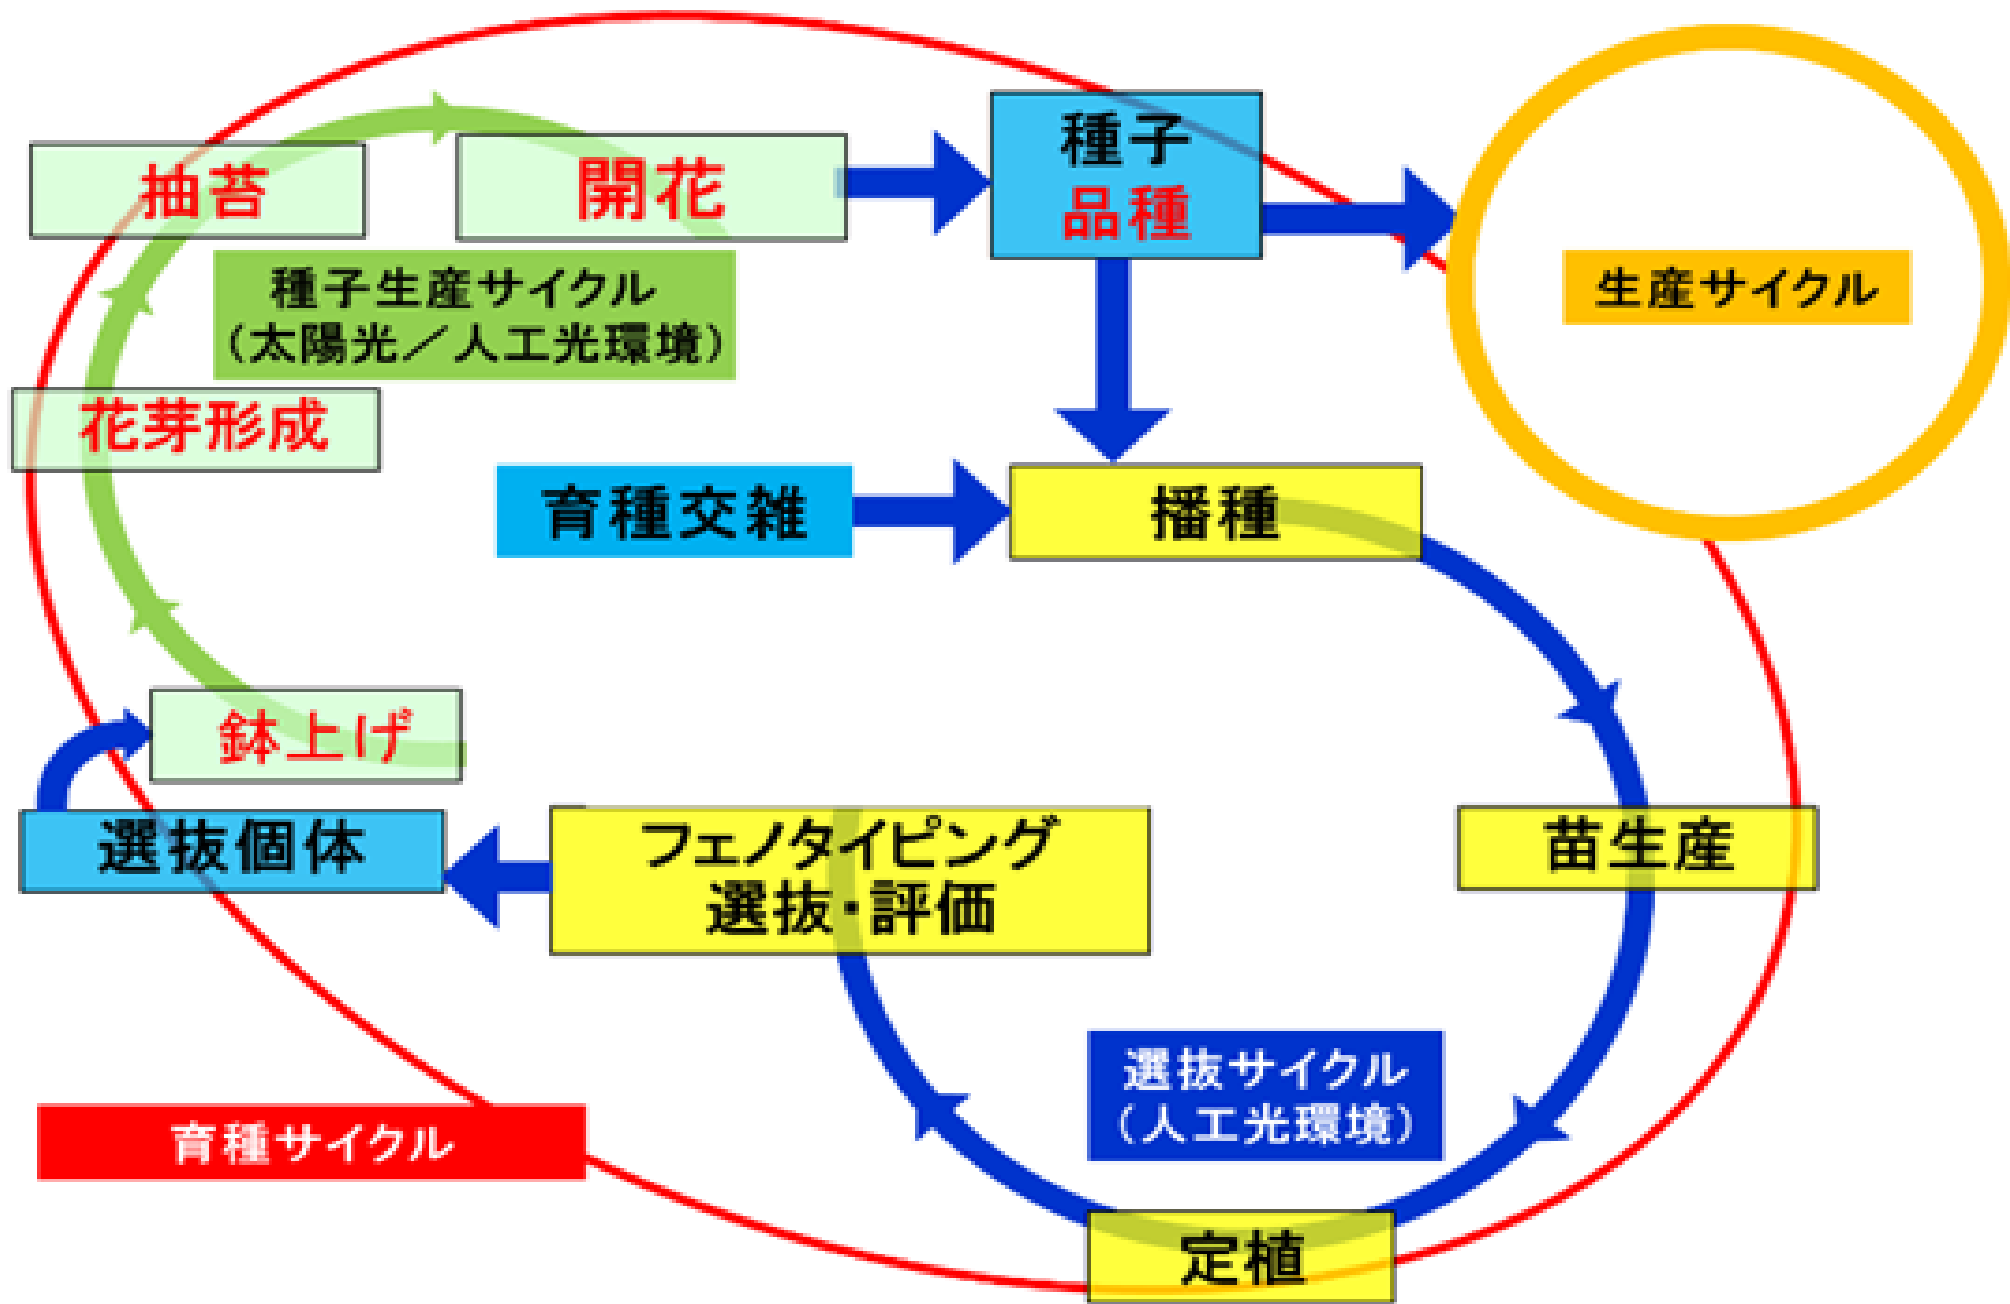 種子
品種
抽苔
開花
種子生産サイクル
（太陽光／人工光環境）
生産サイクル
花芽形成
育種交雑
播種
鉢上げ
選抜個体
フェノタイピング
選抜・評価
苗生産
選抜サイクル
（人工光環境）
育種サイクル
定植